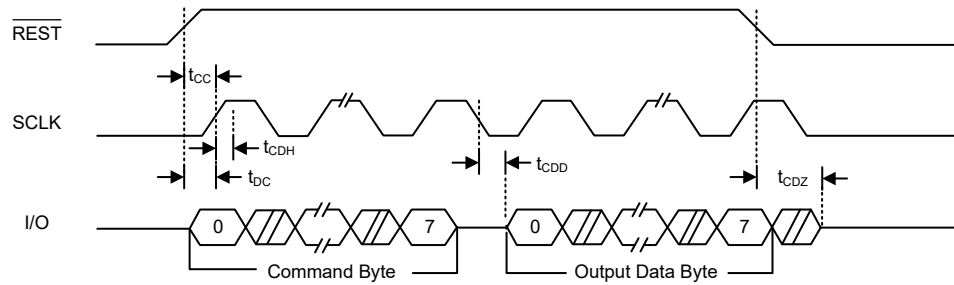 REST
tCC
SCLK
tCDH
tDC
tCDD
tCDZ
I/O
0
7
0
7
Command Byte
Output Data Byte